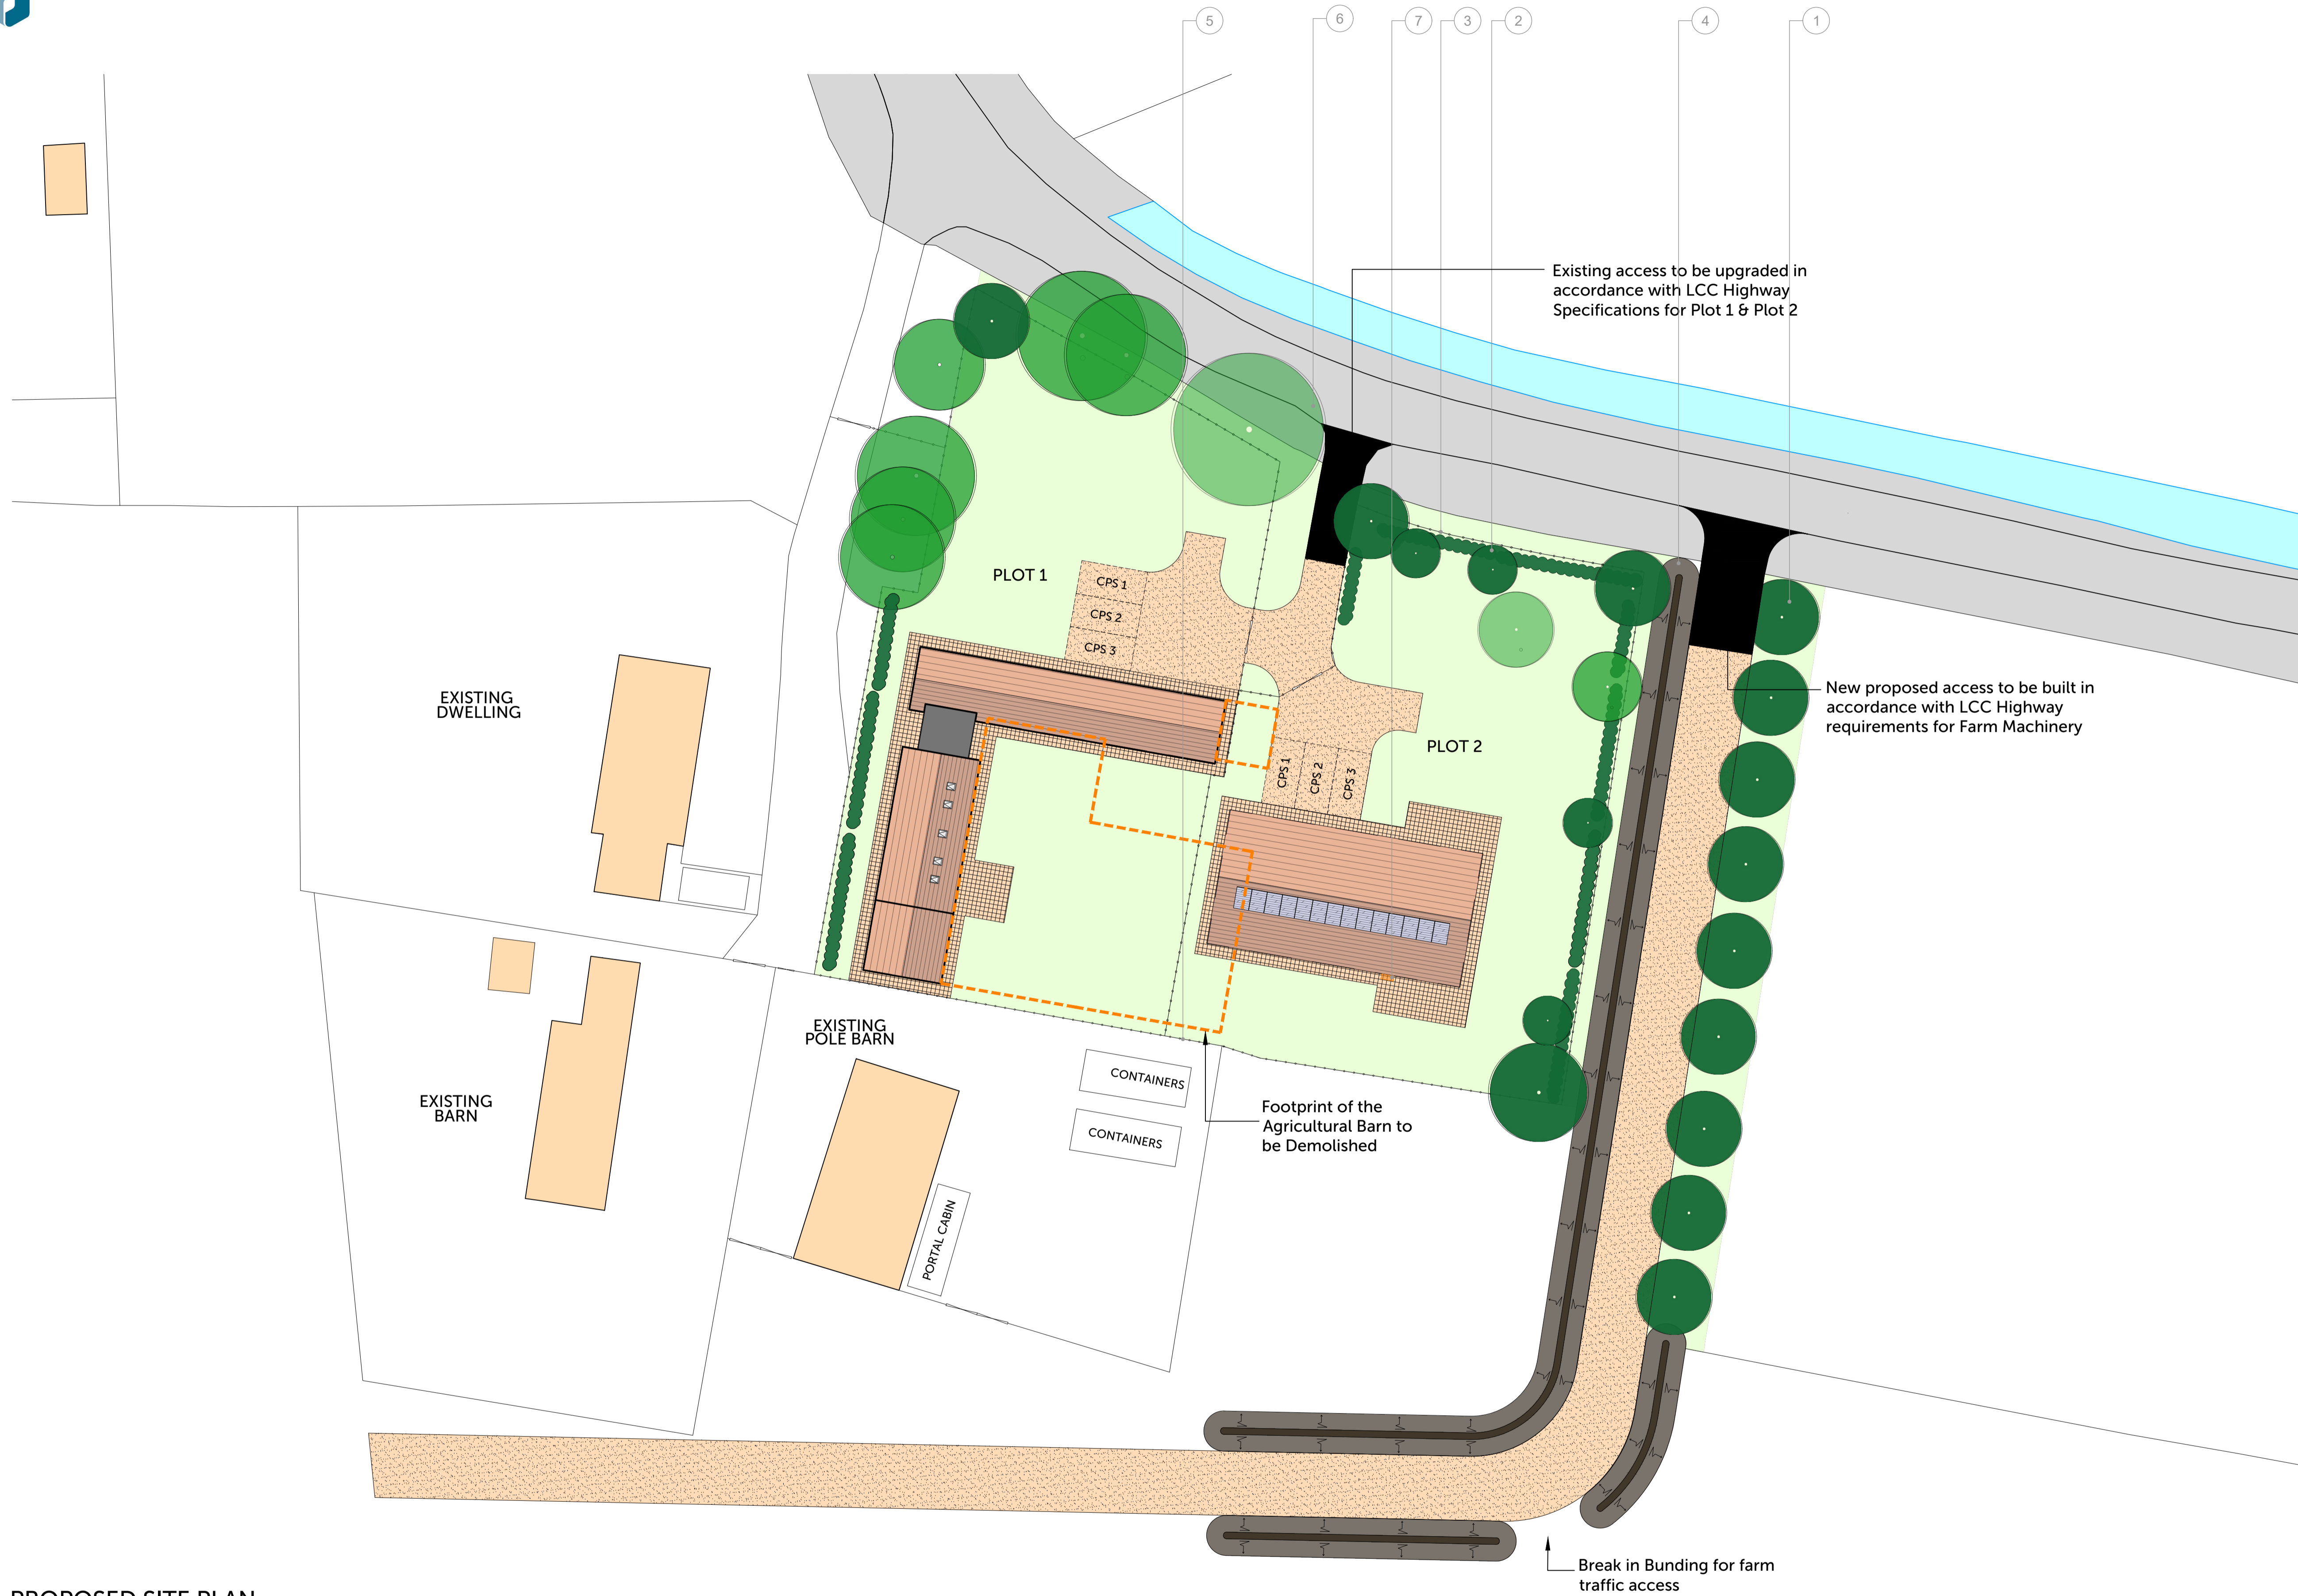 5
6
7
3
2
4
1
Existing access to be upgraded in
accordance with LCC Highway
Specifications for Plot 1 & Plot 2
PLOT 1
CPS 1
CPS 2
CPS 3
EXISTING
DWELLING
New proposed access to be built in
accordance with LCC Highway
requirements for Farm Machinery
PLOT 2
CPS 1
CPS 2
CPS 3
EXISTING
POLE BARN
CONTAINERS
CONTAINERS
EXISTING
BARN
Footprint of the
Agricultural Barn to
be Demolished
PORTAL CABIN
Break in Bunding for farm
traffic access
PROPOSED SITE PLAN